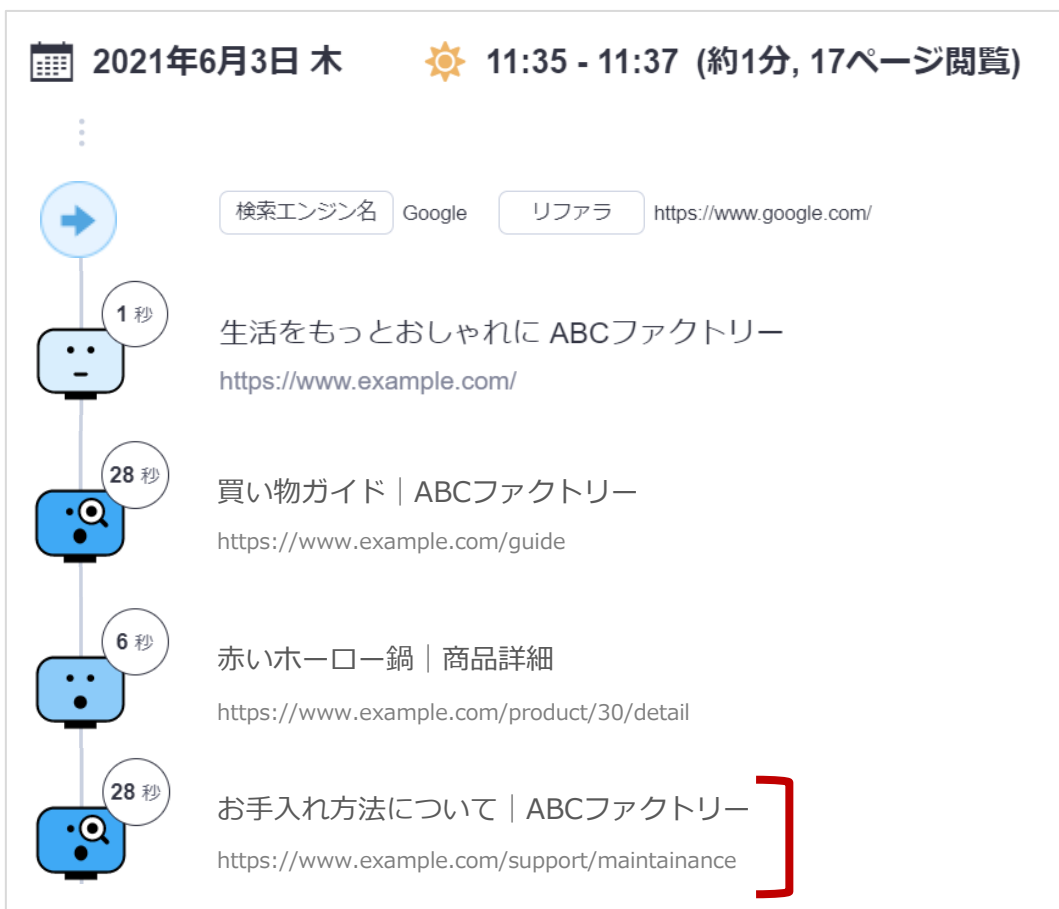 2021年6月3日 木 11:35 - 11:37 (約1分, 17ページ閲覧)
検索エンジン名 Google リファラ https://www.google.com/
1 秒
生活をもっとおしゃれに ABCファクトリー
https://www.example.com/
28 秒
買い物ガイド｜ABCファクトリー
https://www.example.com/guide
6 秒
赤いホーロー鍋｜商品詳細
https://www.example.com/product/30/detail
28 秒
お手入れ方法について｜ABCファクトリー
https://www.example.com/support/maintainance